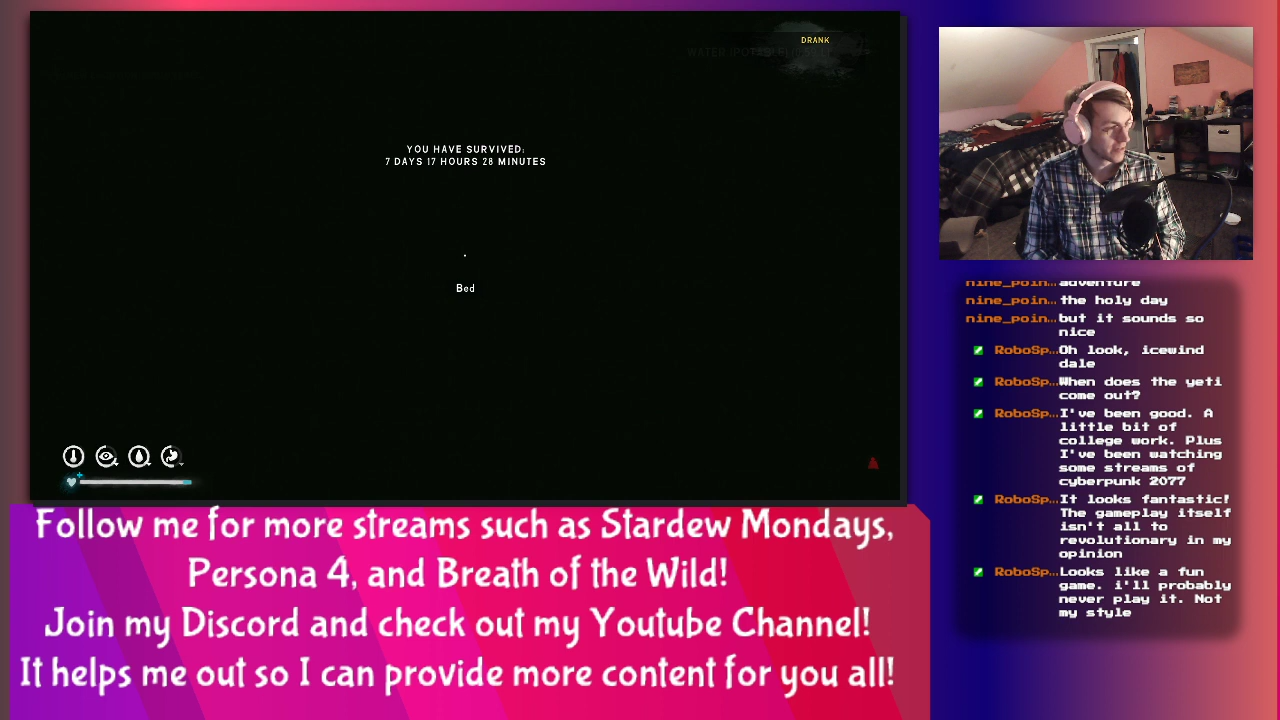 DRANK
WATER (POTABLE)
YOU HAVE SURVIVED:
7 DAYS 17 HOURS 28 MINUTES
Bed
Follow me for more streams such as Stardew Mondays,
Persona 4, and Breath of the Wild!
Join my Discord and check out my Youtube Channel!
It helps me out so I can provide more content for you all!
nine_poin… adventure
nine_poin… the holy day
nine_poin… but it sounds so
nice
RoboSp… Oh look, icewind
dale
RoboSp… When does the yeti
come out?
RoboSp… I've been good. A
little bit of
college work. Plus
I've been watching
some streams of
cyberpunk 2077
RoboSp… It looks fantastic!
The gameplay itself
isn't all to
revolutionary in my
opinion
RoboSp… Looks like a fun
game. i'll probably
never play it. Not
my style